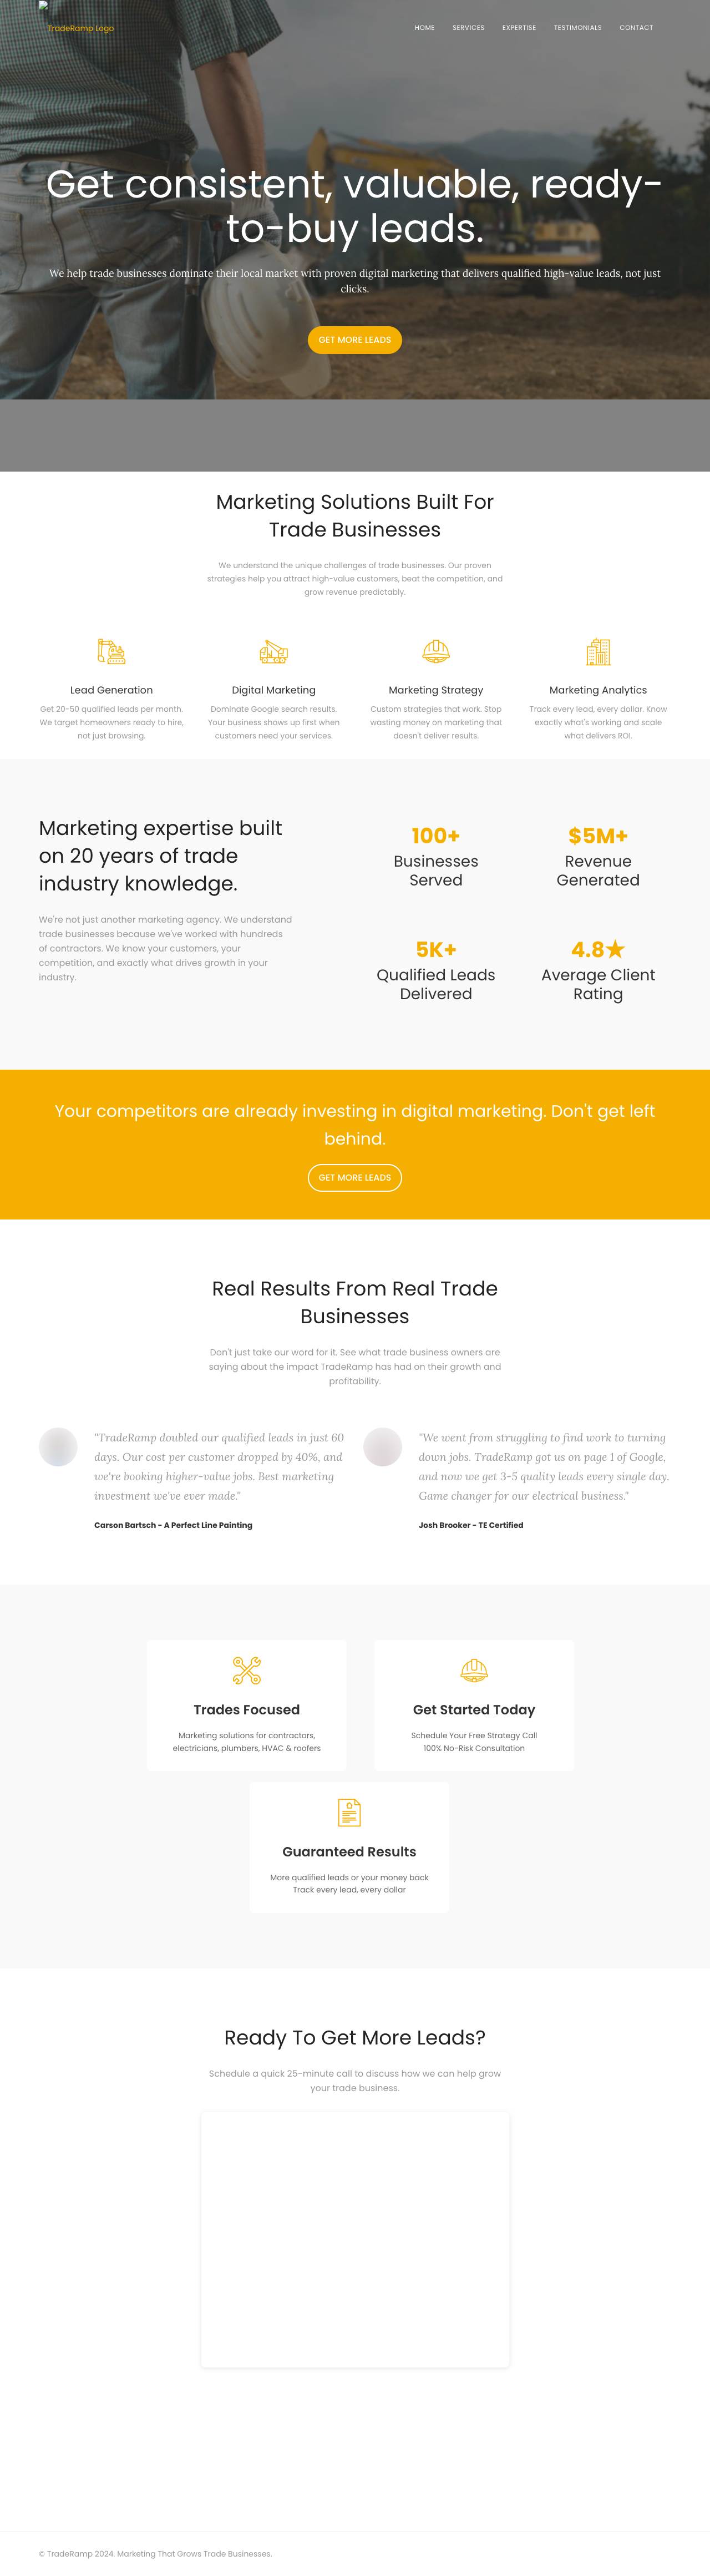 TradeRamp Logo
HOME SERVICES EXPERTISE TESTIMONIALS CONTACT
Get consistent, valuable, ready-
to-buy leads.
We help trade businesses dominate their local market with proven digital marketing that delivers qualified high-value leads, not just
clicks.
GET MORE LEADS
Marketing Solutions Built For
Trade Businesses
We understand the unique challenges of trade businesses. Our proven
strategies help you attract high-value customers, beat the competition, and
grow revenue predictably.
Lead Generation
Get 20-50 qualified leads per month.
We target homeowners ready to hire,
not just browsing.
Digital Marketing
Dominate Google search results.
Your business shows up first when
customers need your services.
Marketing Strategy
Custom strategies that work. Stop
wasting money on marketing that
doesn't deliver results.
Marketing Analytics
Track every lead, every dollar. Know
exactly what's working and scale
what delivers ROI.
Marketing expertise built
on 20 years of trade
industry knowledge.
We're not just another marketing agency. We understand
trade businesses because we've worked with hundreds
of contractors. We know your customers, your
competition, and exactly what drives growth in your
industry.
100+
Businesses
Served
$5M+
Revenue
Generated
5K+
Qualified Leads
Delivered
4.8★
Average Client
Rating
Your competitors are already investing in digital marketing. Don't get left
behind.
GET MORE LEADS
Real Results From Real Trade
Businesses
Don't just take our word for it. See what trade business owners are
saying about the impact TradeRamp has had on their growth and
profitability.
"TradeRamp doubled our qualified leads in just 60
days. Our cost per customer dropped by 40%, and
we're booking higher-value jobs. Best marketing
investment we've ever made."
Carson Bartsch - A Perfect Line Painting
"We went from struggling to find work to turning
down jobs. TradeRamp got us on page 1 of Google,
and now we get 3-5 quality leads every single day.
Game changer for our electrical business."
Josh Brooker - TE Certified
Trades Focused
Marketing solutions for contractors,
electricians, plumbers, HVAC & roofers
Get Started Today
Schedule Your Free Strategy Call
100% No-Risk Consultation
Guaranteed Results
More qualified leads or your money back
Track every lead, every dollar
Ready To Get More Leads?
Schedule a quick 25-minute call to discuss how we can help grow
your trade business.
© TradeRamp 2024. Marketing That Grows Trade Businesses.